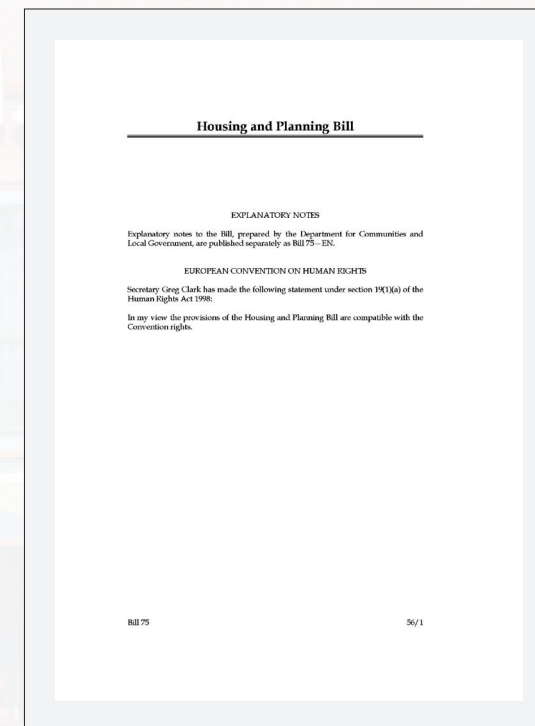 Housing and Planning Bill
EXPLANATORY NOTES
Explanatory notes to the Bill, prepared by the Department for Communities and
Local Government, are published separately as Bill 75—EN.
EUROPEAN CONVENTION ON HUMAN RIGHTS
Secretary Greg Clark has made the following statement under section 19(1)(a) of the
Human Rights Act 1998:
In my view the provisions of the Housing and Planning Bill are compatible with the
Convention rights.
Bill 75 56/1